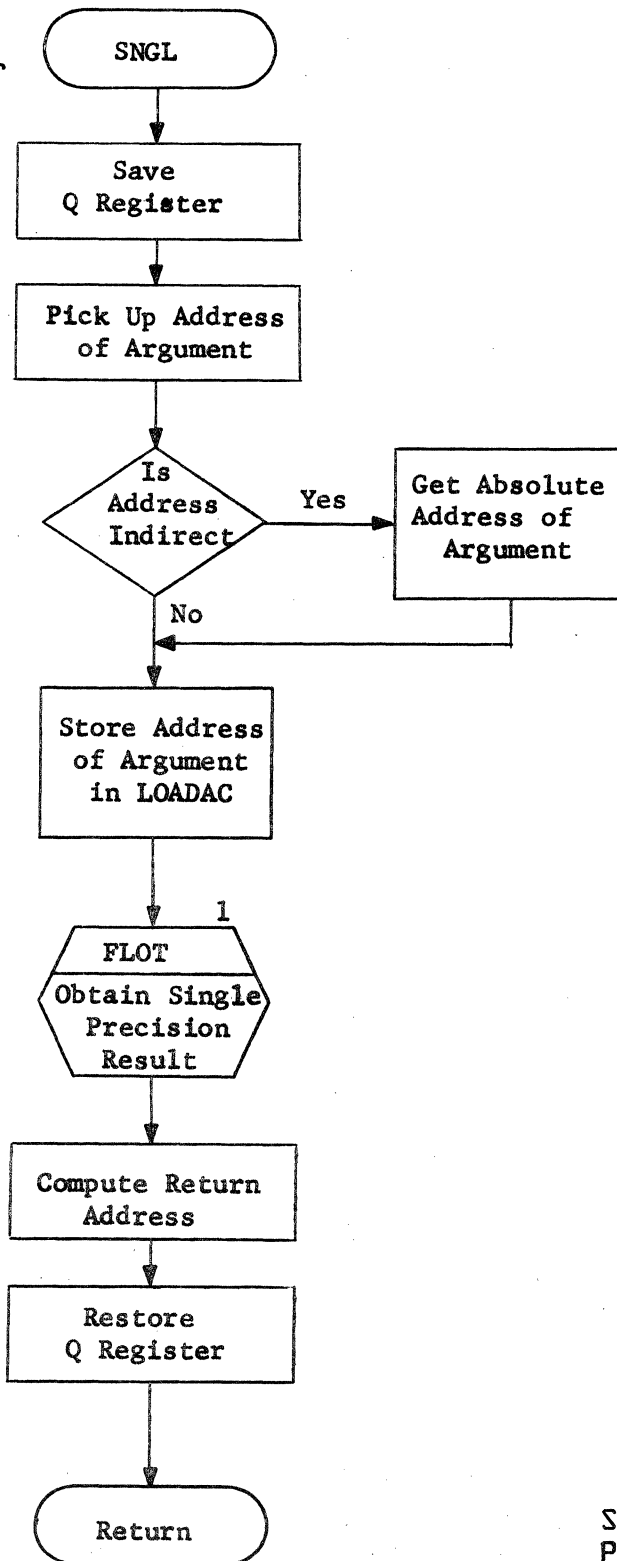 SNGL
Save
Q Register
Pick Up Address
of Argument
Is
Address
Indirect
Yes
Get Absolute
Address of
Argument
No
Store Address
of Argument
in LOADAC
1
FLOT
Obtain Single
Precision
Result
Compute Return
Address
Restore
Q Register
Return
S
P